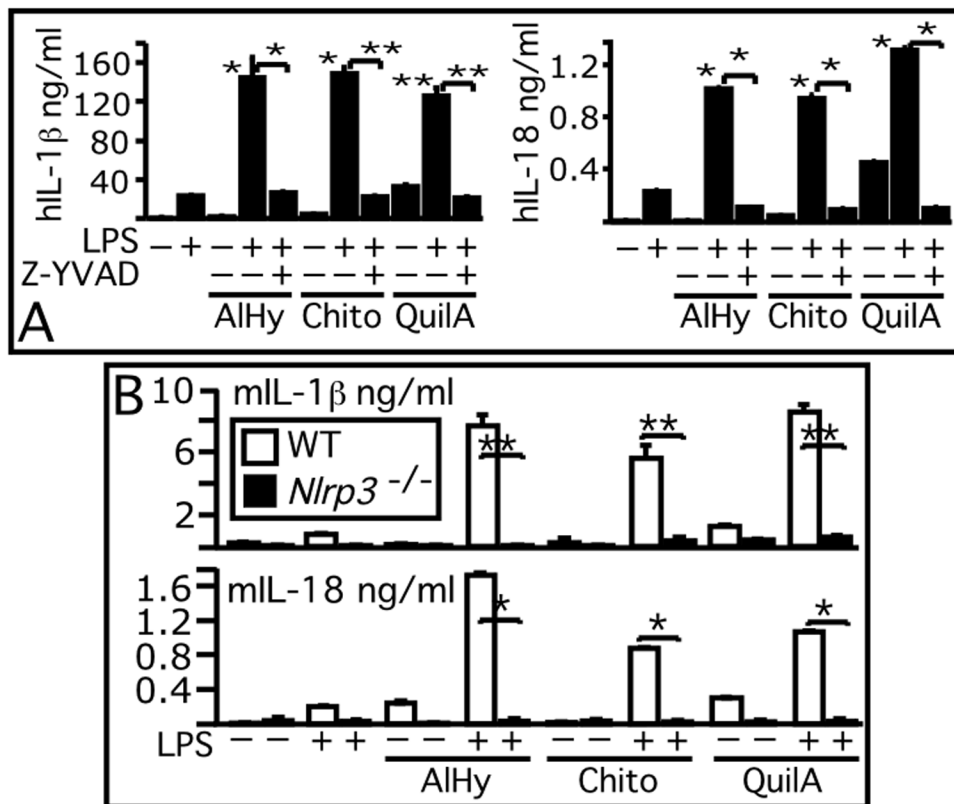 hIL-1β ng/ml
160
120
80
40
* * * ** ** **
LPS − + − + + − + + − + +
Z-YVAD − − + − − + − − +
AlHy Chito QuilA
A
hIL-18 ng/ml
1.2
0.8
0.4
* * * * * *
− + − + + − + + − + +
− − + − − + − − +
AlHy Chito QuilA
B
mIL-1β ng/ml
10
6
2
WT
Nlrp3 -/-
** ** **
mIL-18 ng/ml
1.6
1.2
0.8
0.4
* * *
LPS − − + + − − + + − − + + − − + +
AlHy Chito QuilA